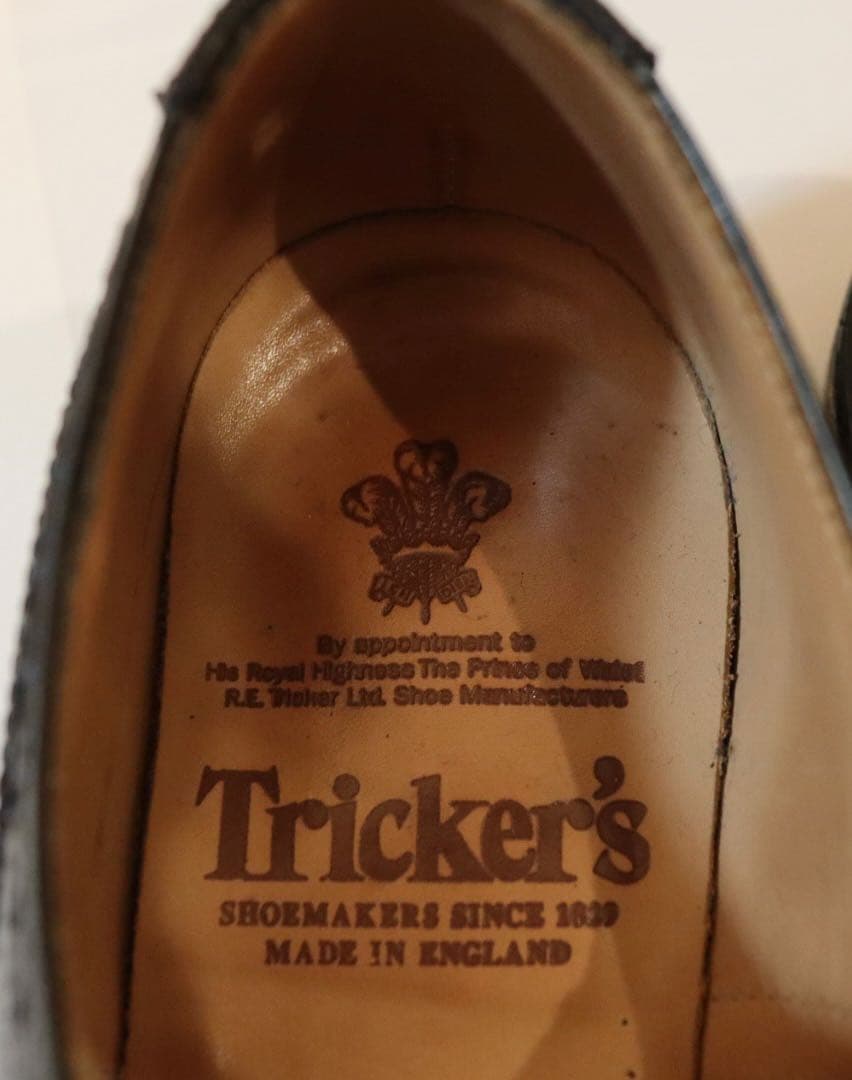 By appointment to
His Royal Highness The Prince of Wales
R.E. Tricker Ltd. Shoe Manufacturers
Tricker's
SHOEMAKERS SINCE 1829
MADE IN ENGLAND